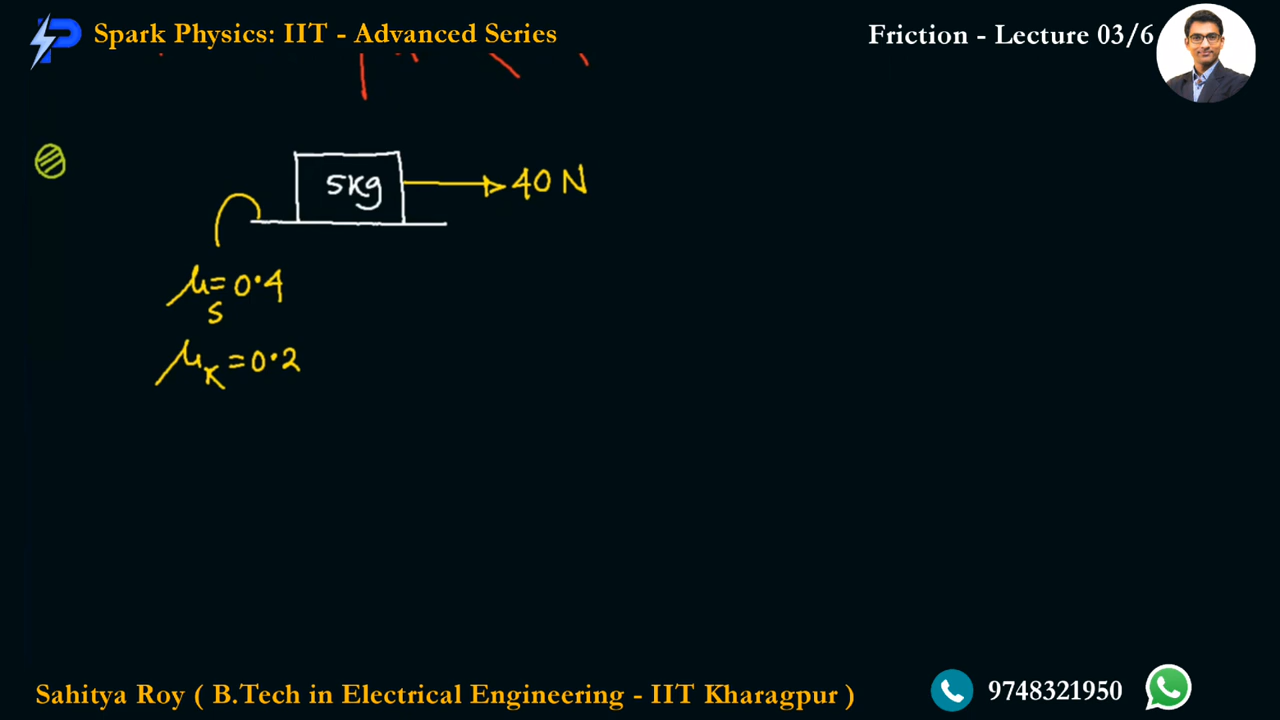 Spark Physics: IIT - Advanced Series
Friction - Lecture 03/6
5kg
40 N
μs = 0.4
μK = 0.2
Sahitya Roy ( B.Tech in Electrical Engineering - IIT Kharagpur )
9748321950